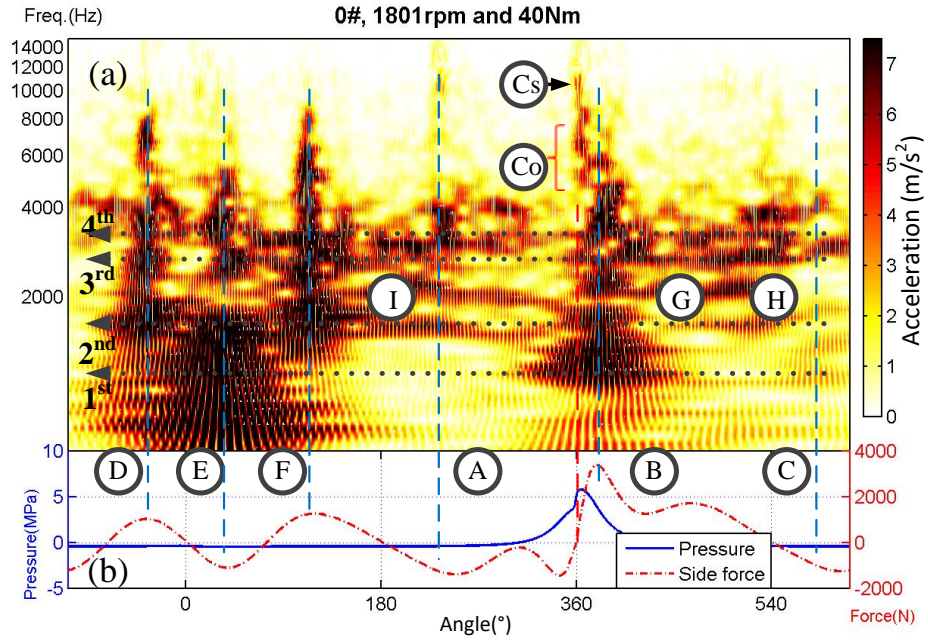 Freq.(Hz)
0#, 1801rpm and 40Nm
14000
12000
10000
8000
6000
4000
2000
(a)
Cs
Co
4th
3rd
2nd
1st
I
G
H
7
6
5
4
3
2
1
0
Acceleration (m/s2)
D
E
F
A
B
C
10
5
0
-5
Pressure(MPa)
(b)
Pressure
Side force
4000
2000
0
-2000
Force(N)
0
180
360
540
Angle(°)